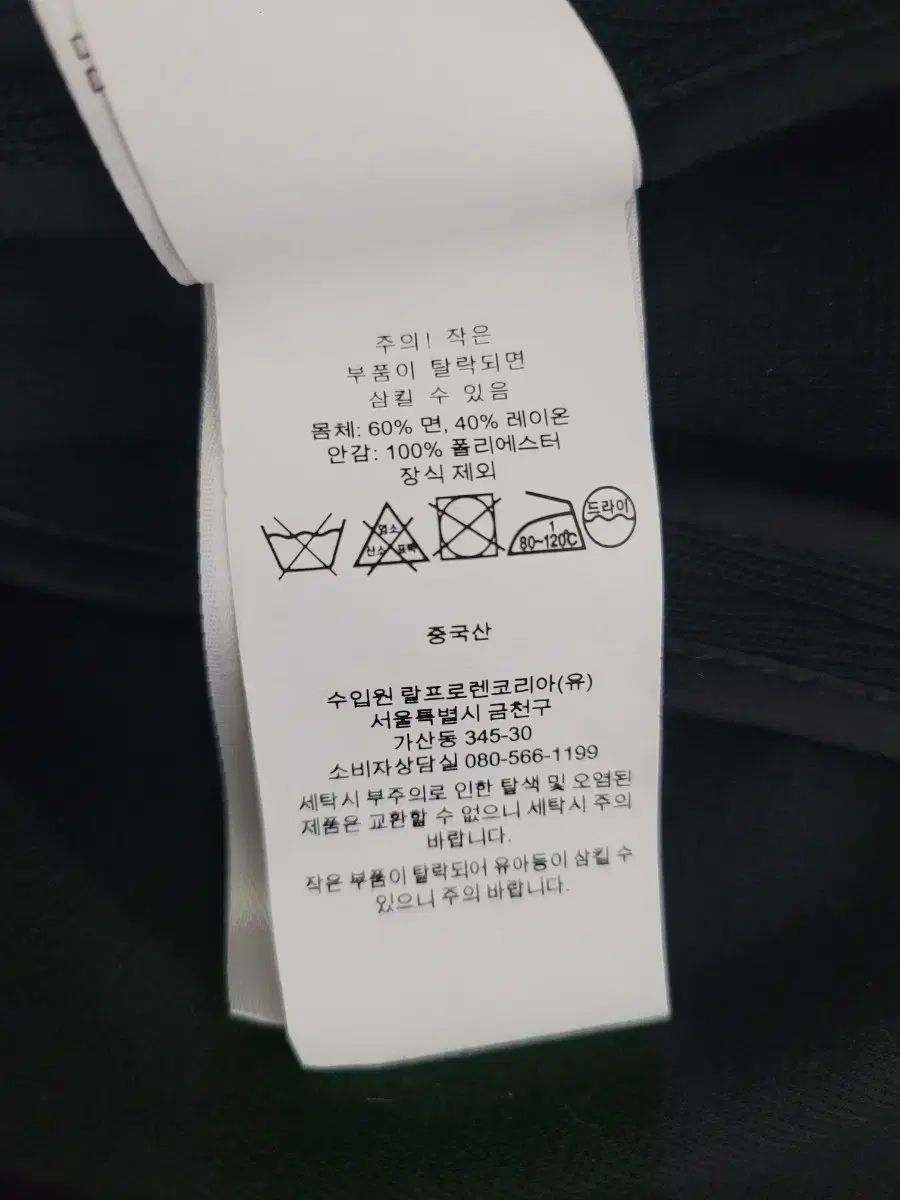 주의! 작은
부품이 탈락되면
삼킬 수 있음
몸체: 60% 면, 40% 레이온
안감: 100% 폴리에스터
장식 제외
염소
산소 표백
1
80~120℃
드라이
중국산
수입원 랄프로렌코리아(유)
서울특별시 금천구
가산동 345-30
소비자상담실 080-566-1199
세탁시 부주의로 인한 탈색 및 오염된
제품은 교환할 수 없으니 세탁시 주의
바랍니다.
작은 부품이 탈락되어 유아등이 삼킬 수
있으니 주의 바랍니다.